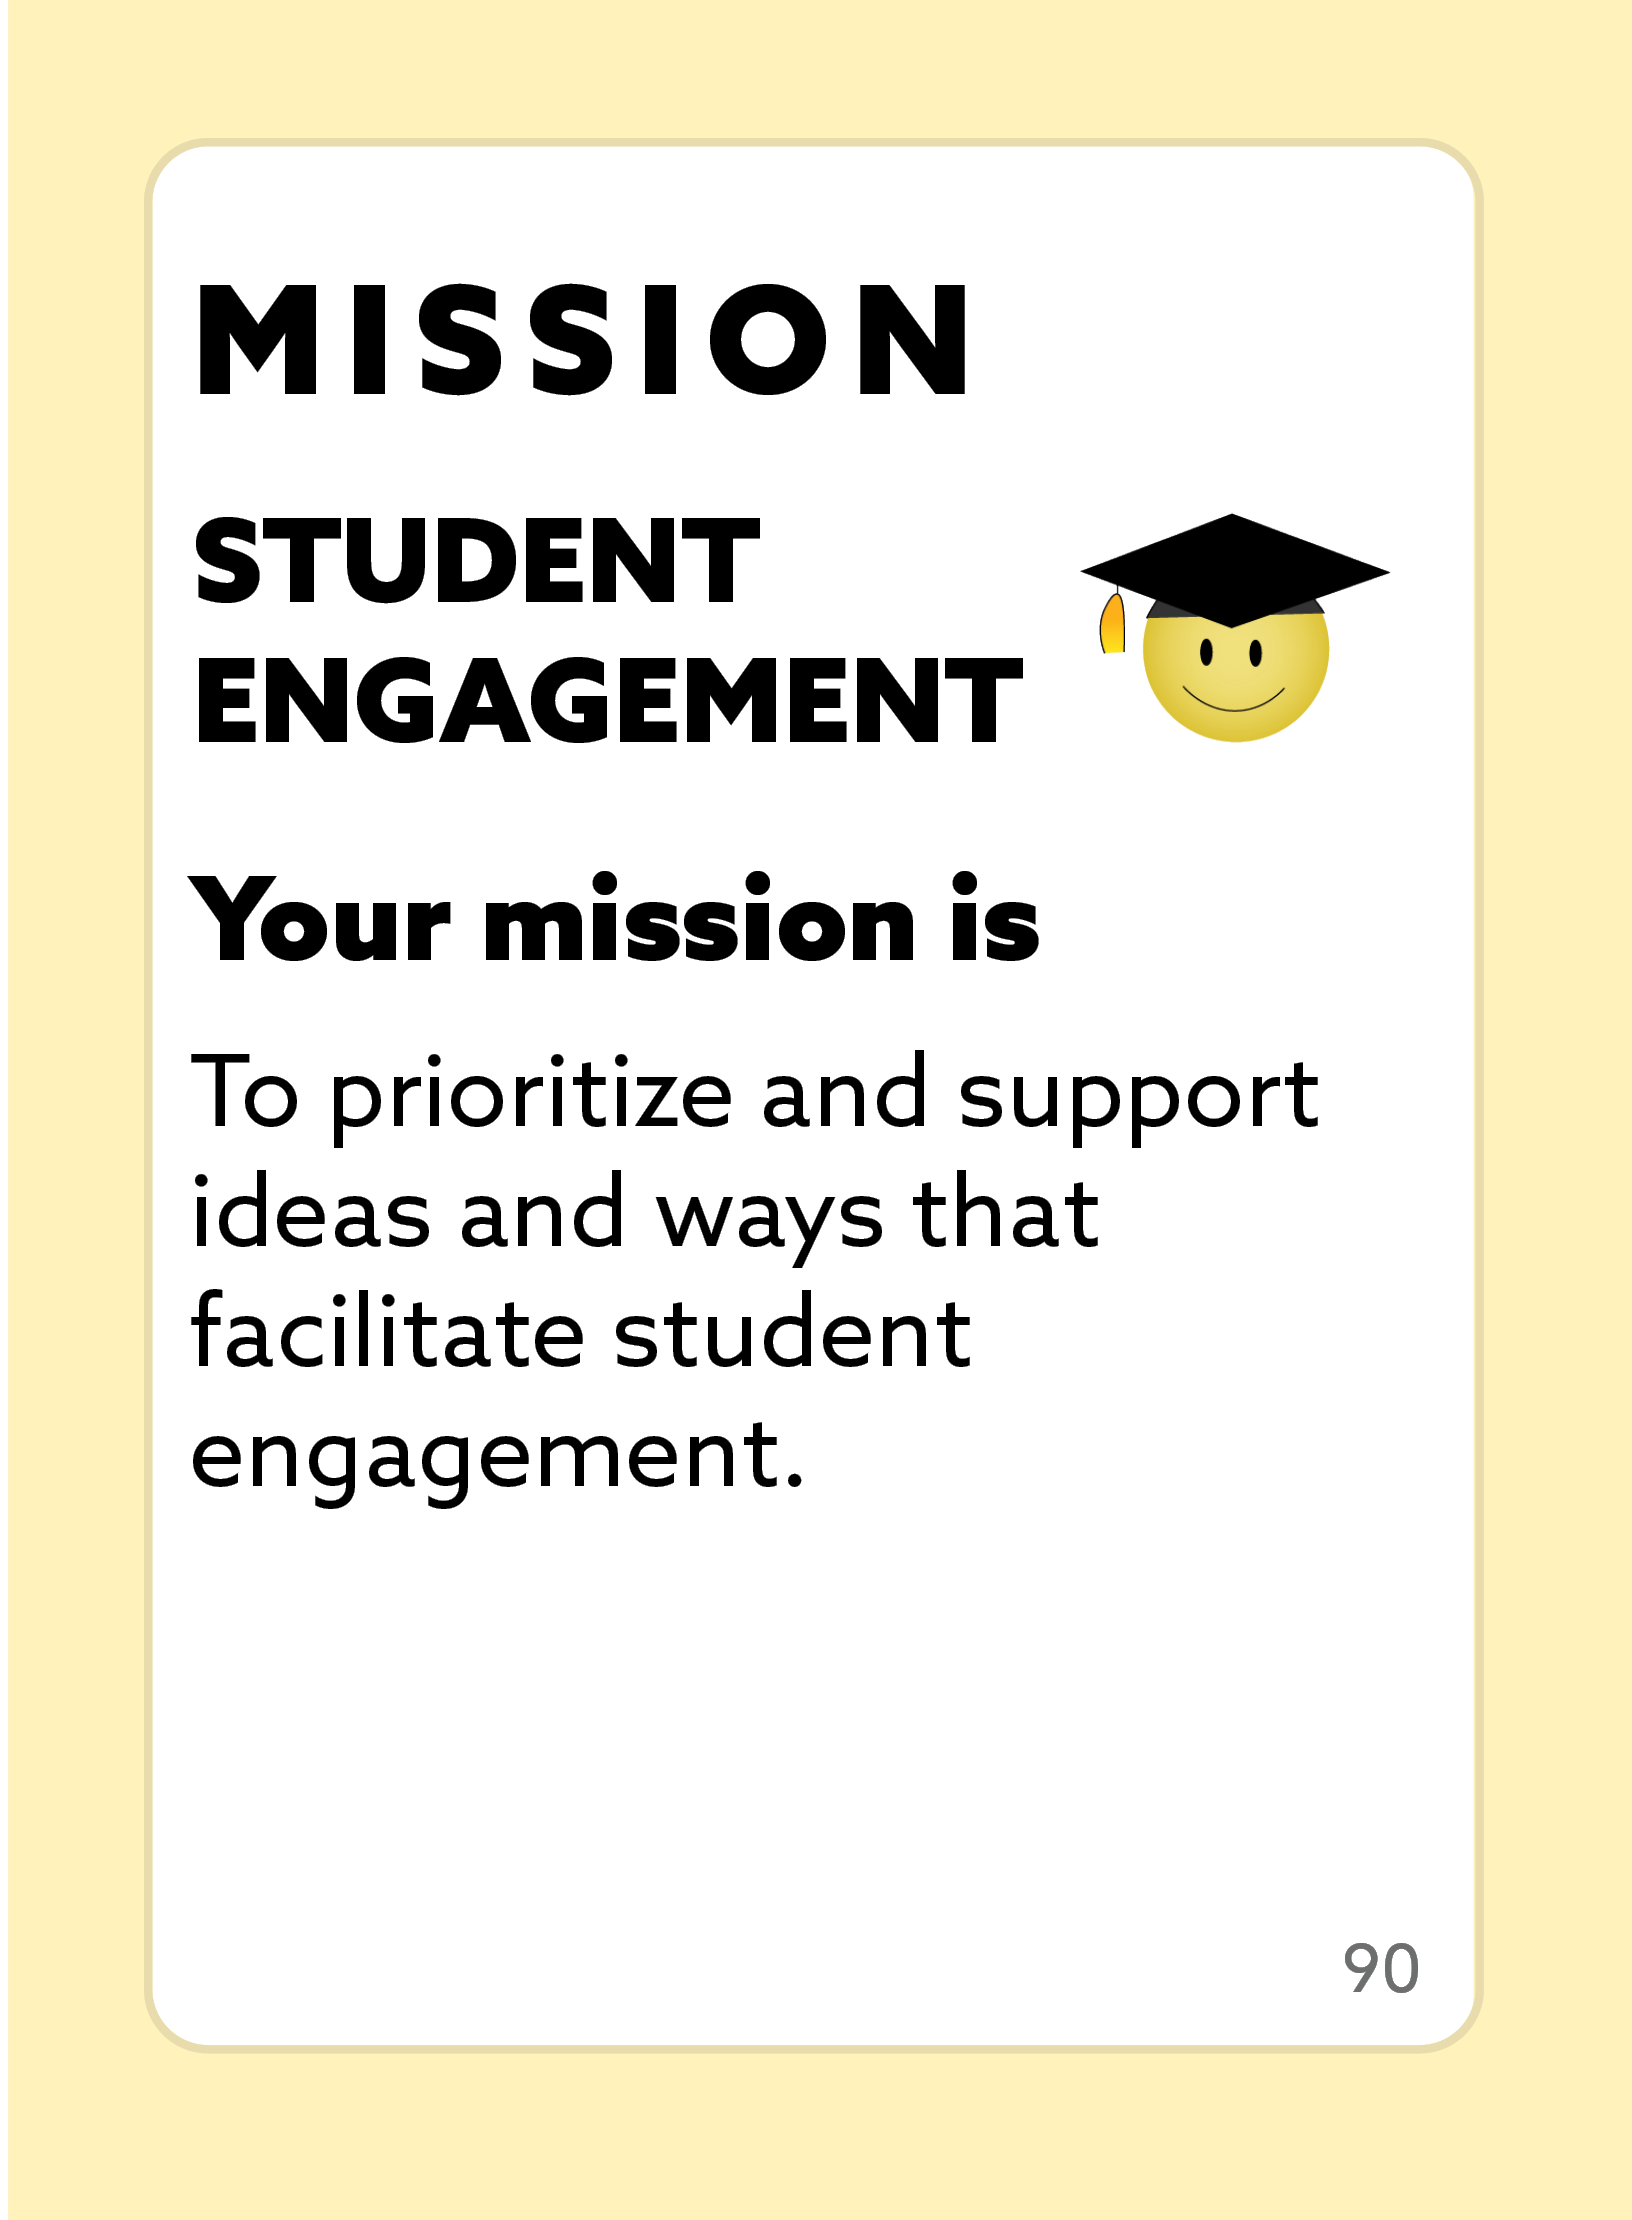 MISSION
STUDENT
ENGAGEMENT
Your mission is
To prioritize and support
ideas and ways that
facilitate student
engagement.
90